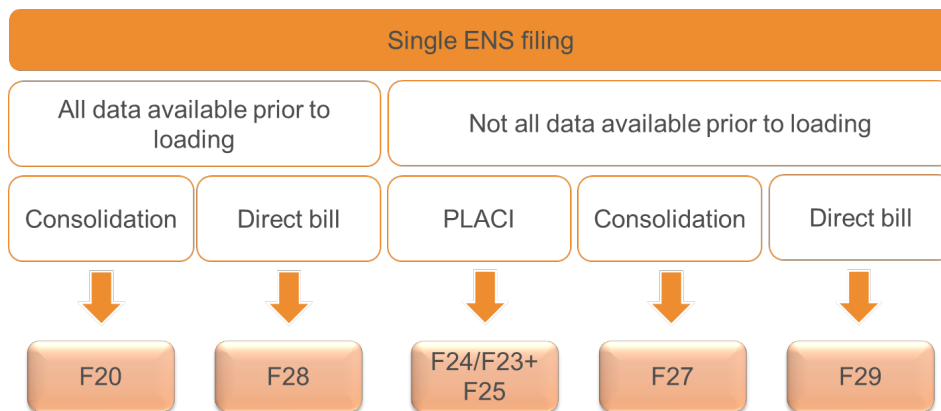 Single ENS filing
All data available prior to
loading
Not all data available prior to loading
Consolidation
Direct bill
PLACI
Consolidation
Direct bill
F20
F28
F24/F23+
F25
F27
F29